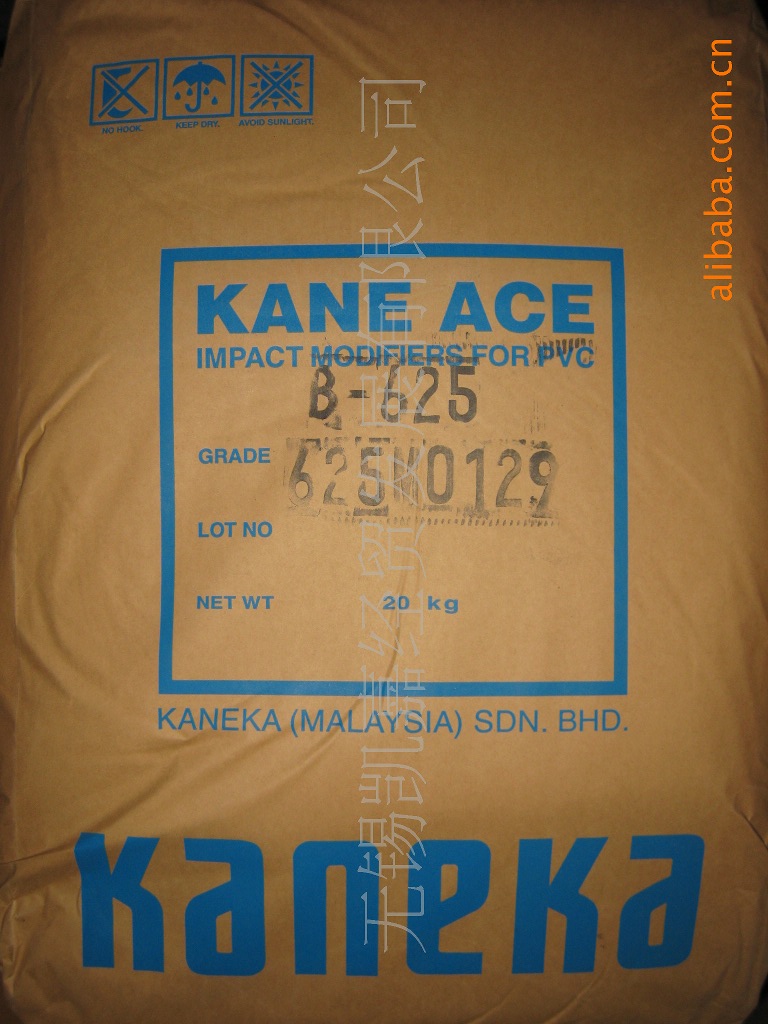 NO HOOK.
KEEP DRY.
AVOID SUNLIGHT.
alibaba.com.cn
KANE ACE
IMPACT MODIFIERS FOR PVC
B-625
GRADE
625M0129
LOT NO
NET WT 20 kg
KANEKA (MALAYSIA) SDN. BHD.
kaneka
无锡凯嘉经贸发展有限公司